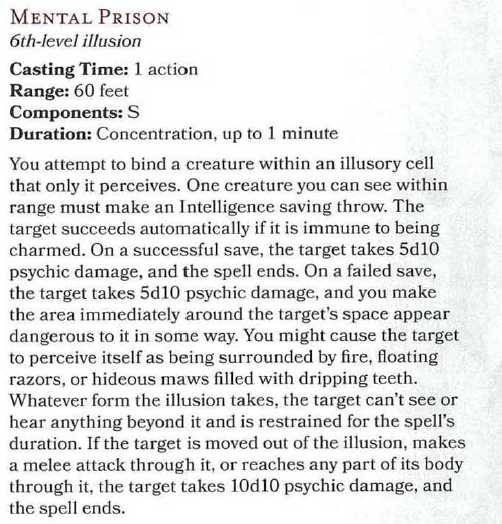 MENTAL PRISON
6th-level illusion
Casting Time: 1 action
Range: 60 feet
Components: S
Duration: Concentration, up to 1 minute
You attempt to bind a creature within an illusory cell
that only it perceives. One creature you can see within
range must make an Intelligence saving throw. The
target succeeds automatically if it is immune to being
charmed. On a successful save, the target takes 5d10
psychic damage, and the spell ends. On a failed save,
the target takes 5d10 psychic damage, and you make
the area immediately around the target's space appear
dangerous to it in some way. You might cause the target
to perceive itself as being surrounded by fire, floating
razors, or hideous maws filled with dripping teeth.
Whatever form the illusion takes, the target can't see or
hear anything beyond it and is restrained for the spell's
duration. If the target is moved out of the illusion, makes
a melee attack through it, or reaches any part of its body
through it, the target takes 10d10 psychic damage, and
the spell ends.